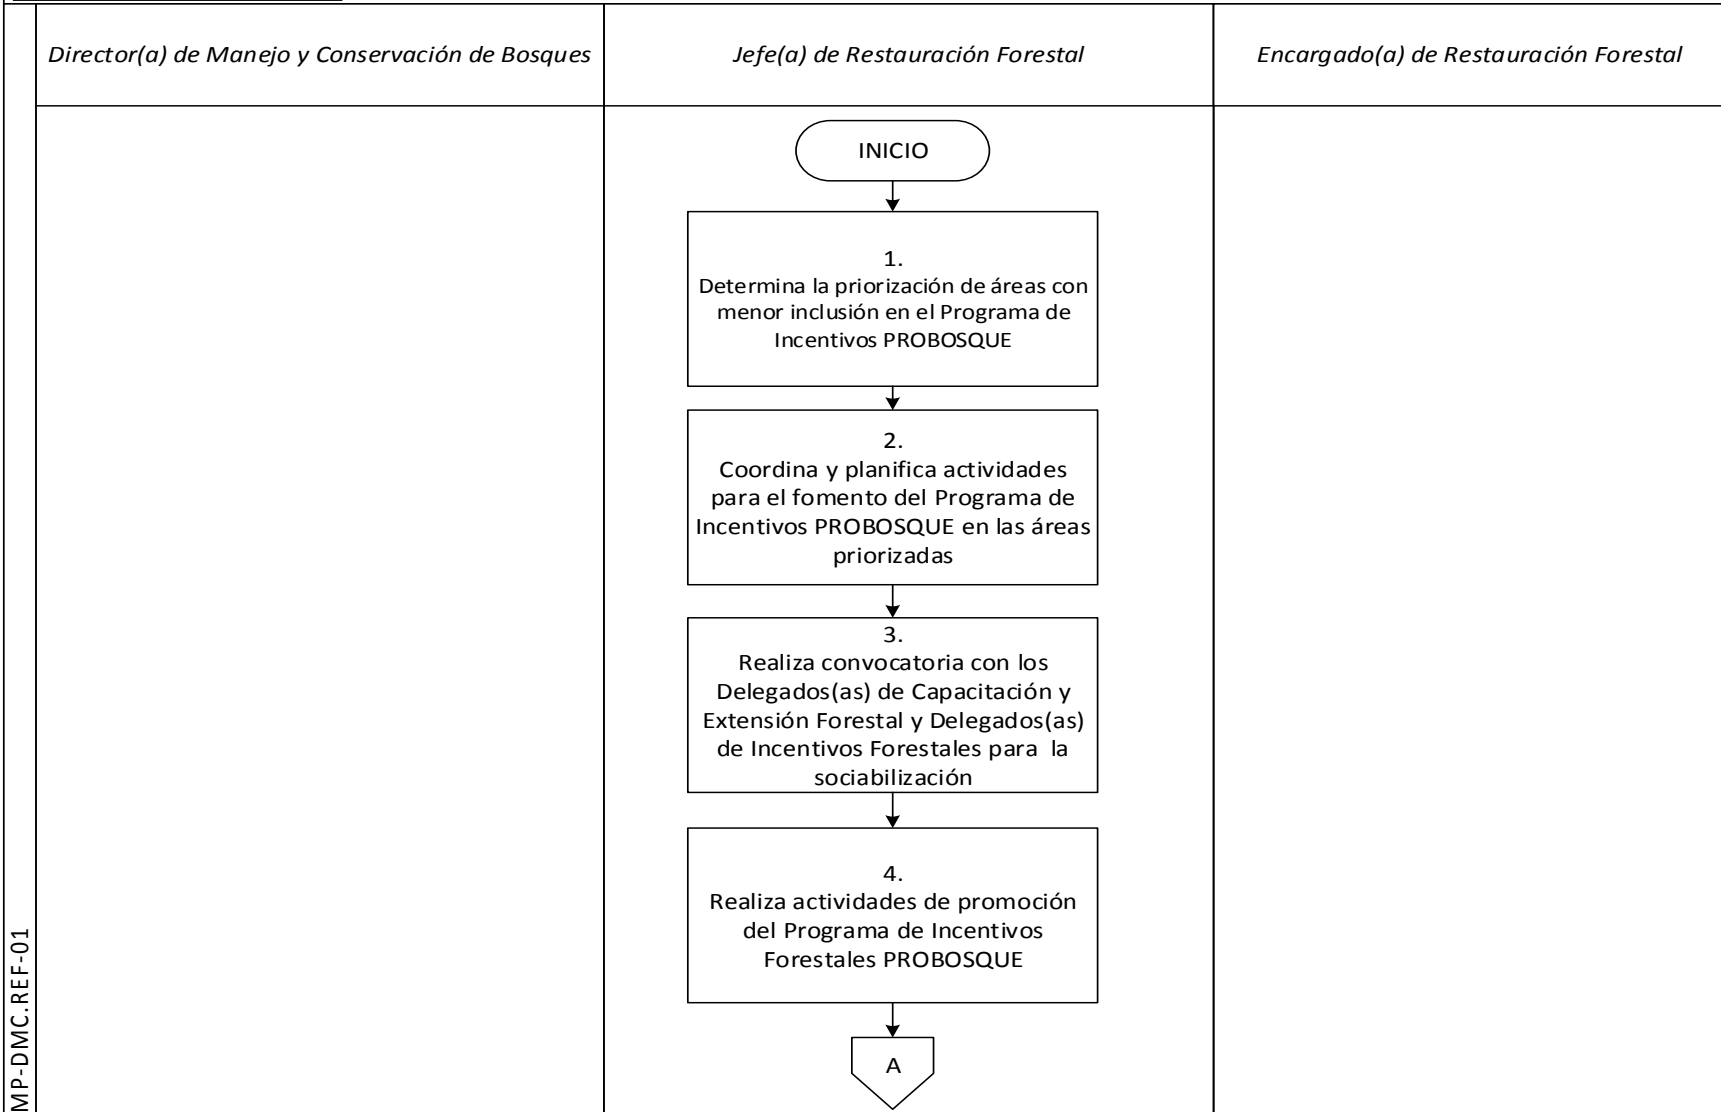 Director(a) de Manejo y Conservación de Bosques
Jefe(a) de Restauración Forestal
Encargado(a) de Restauración Forestal
INICIO
1.
Determina la priorización de áreas con
menor inclusión en el Programa de
Incentivos PROBOSQUE
2.
Coordina y planifica actividades
para el fomento del Programa de
Incentivos PROBOSQUE en las áreas
priorizadas
3.
Realiza convocatoria con los
Delegados(as) de Capacitación y
Extensión Forestal y Delegados(as)
de Incentivos Forestales para  la
sociabilización
4.
Realiza actividades de promoción
del Programa de Incentivos
Forestales PROBOSQUE
A
MP-DMC.REF-01